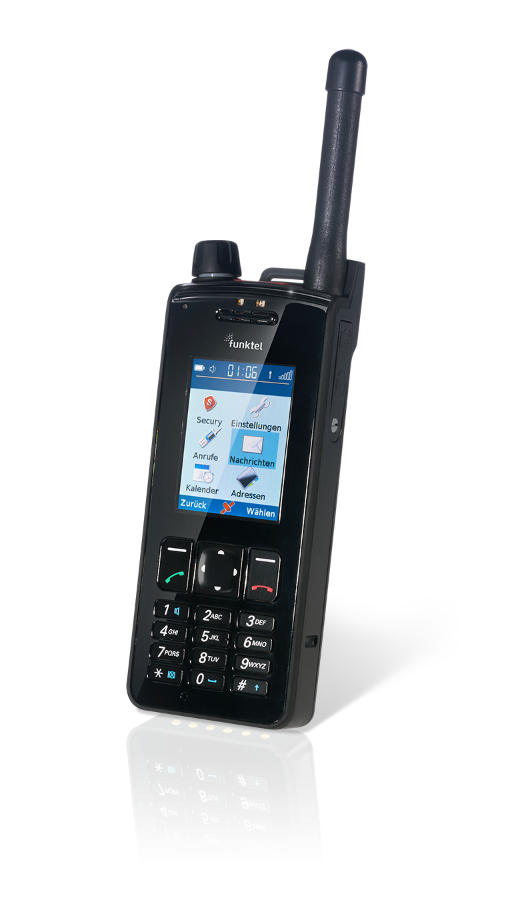 funktel
01:06
Secury Einstellungen
Anrufe Nachrichten
Kalender Adressen
Zurück Wählen
1 2ABC 3DEF
4GHI 5JKL 6MNO
7PQRS 8TUV 9WXYZ
* 0 #